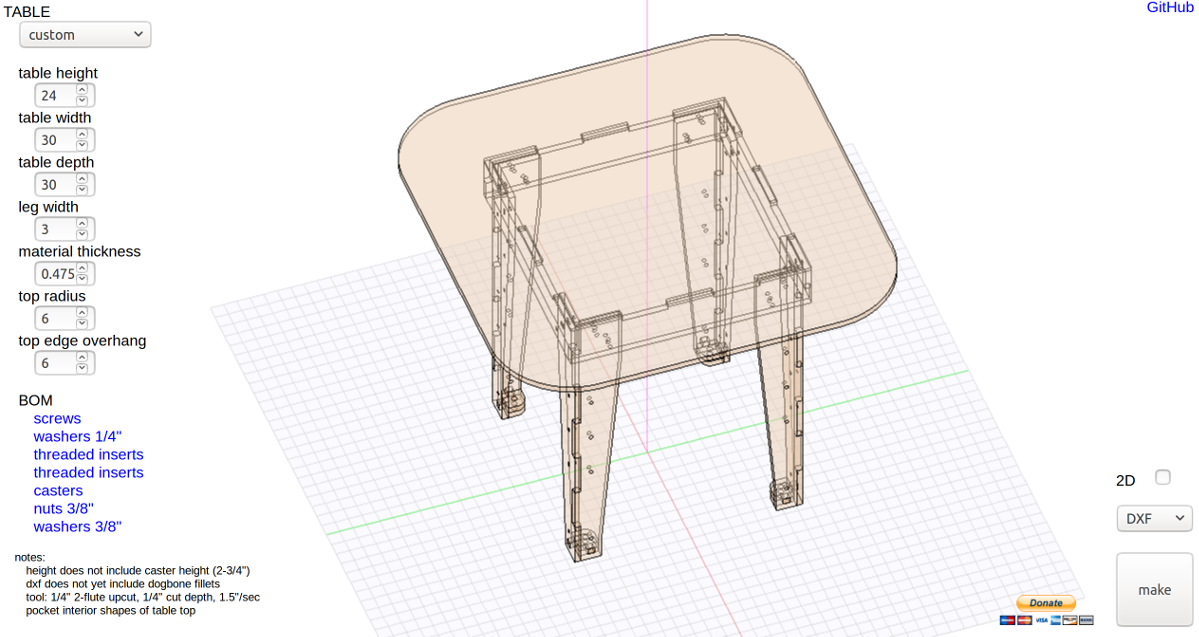 TABLE
GitHub
custom
table height
24
table width
30
table depth
30
leg width
3
material thickness
0.475
top radius
6
top edge overhang
6
BOM
screws
washers 1/4"
threaded inserts
threaded inserts
casters
nuts 3/8"
washers 3/8"
notes:
height does not include caster height (2-3/4")
dxf does not yet include dogbone fillets
tool: 1/4" 2-flute upcut, 1/4" cut depth, 1.5"/sec
pocket interior shapes of table top
2D
DXF
make
Donate
VISA